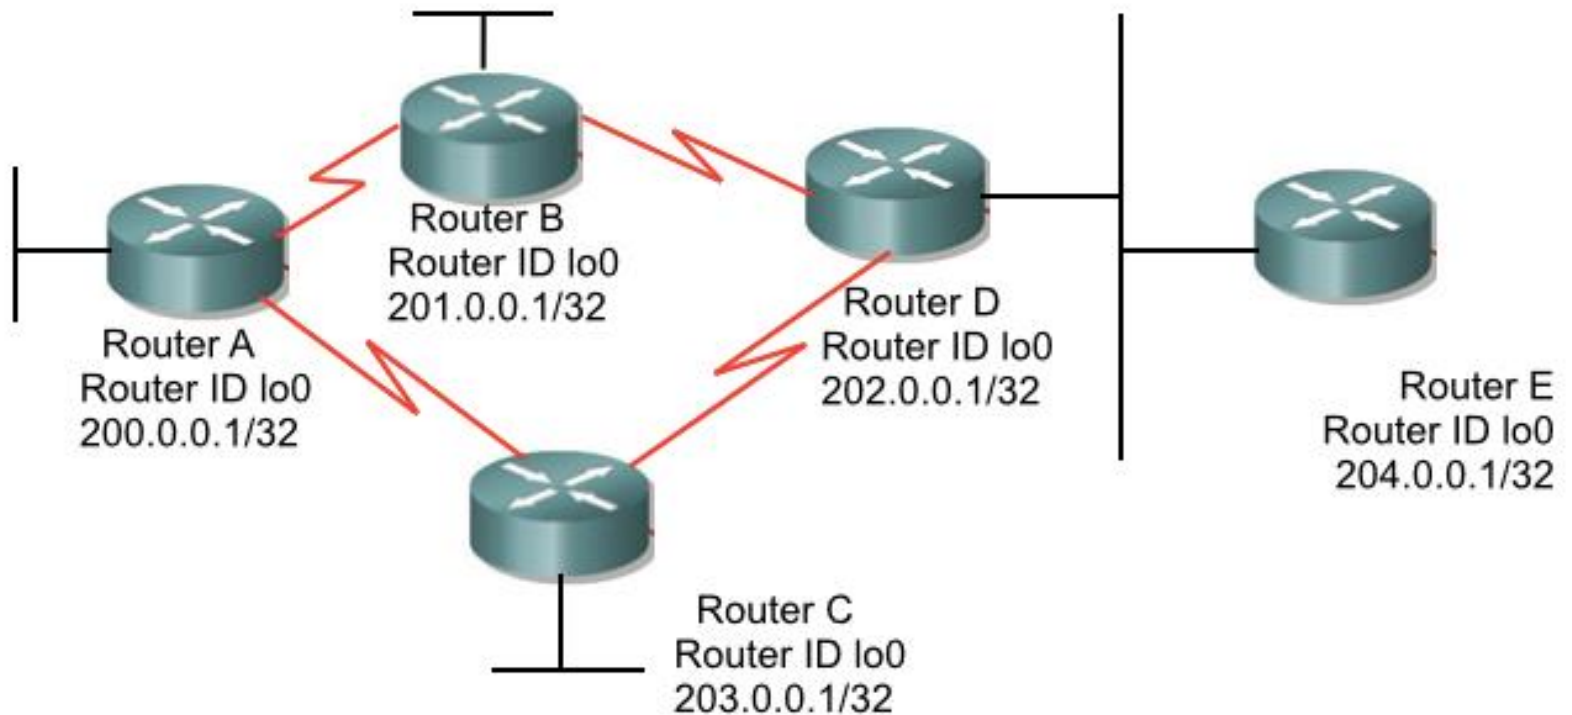 Router B
Router ID lo0
201.0.0.1/32
Router A
Router ID lo0
200.0.0.1/32
Router D
Router ID lo0
202.0.0.1/32
Router E
Router ID lo0
204.0.0.1/32
Router C
Router ID lo0
203.0.0.1/32